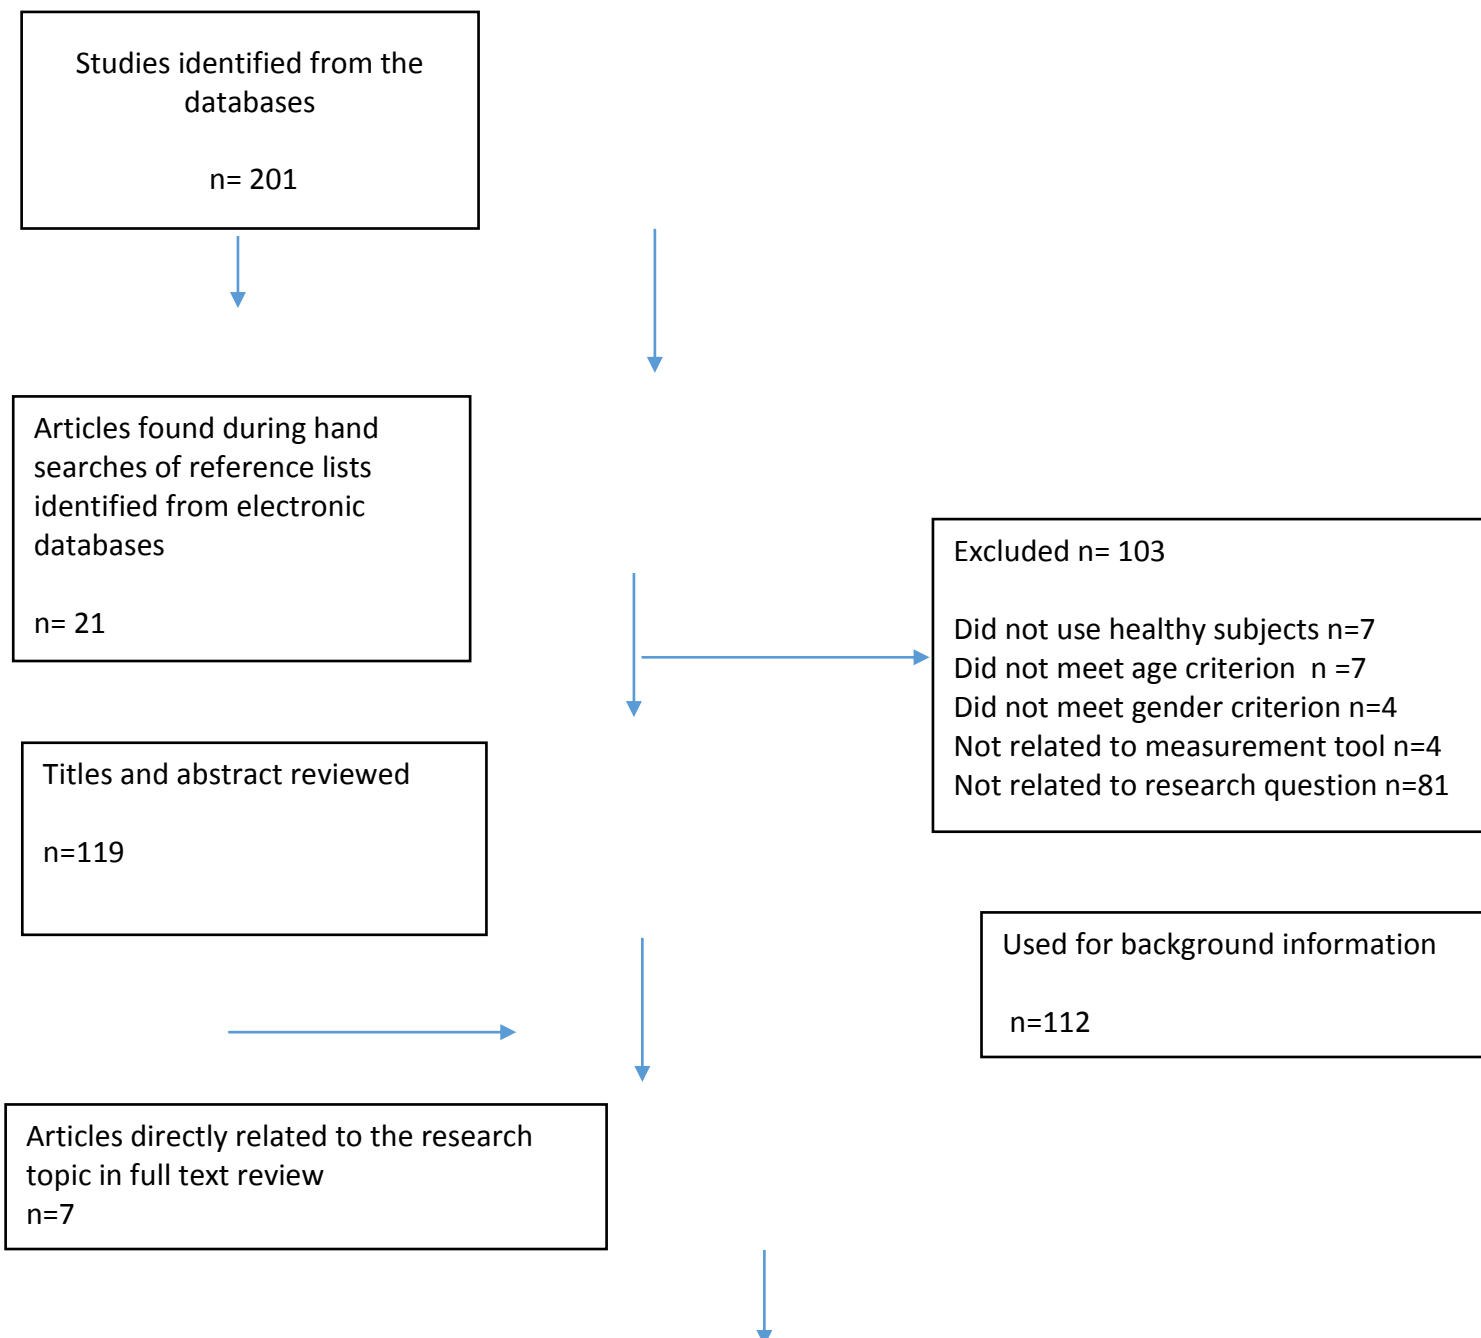 Studies identified from the
databases
n= 201
Articles found during hand
searches of reference lists
identified from electronic
databases
n= 21
Excluded n= 103
Did not use healthy subjects n=7
Did not meet age criterion  n =7
Did not meet gender criterion n=4
Not related to measurement tool n=4
Not related to research question n=81
Titles and abstract reviewed
n=119
Used for background information
n=112
Articles directly related to the research
topic in full text review
n=7